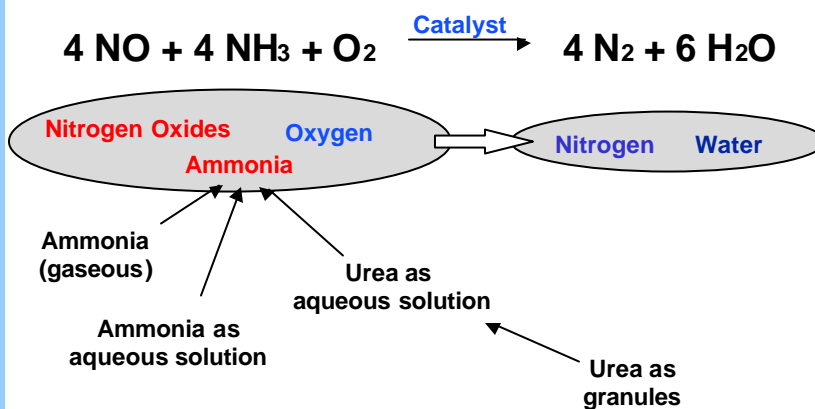 Catalyst
4 NO + 4 NH₃ + O₂ 4 N₂ + 6 H₂O
Nitrogen Oxides Oxygen
Ammonia
Nitrogen Water
Ammonia
(gaseous)
Urea as
aqueous solution
Ammonia as
aqueous solution
Urea as
granules